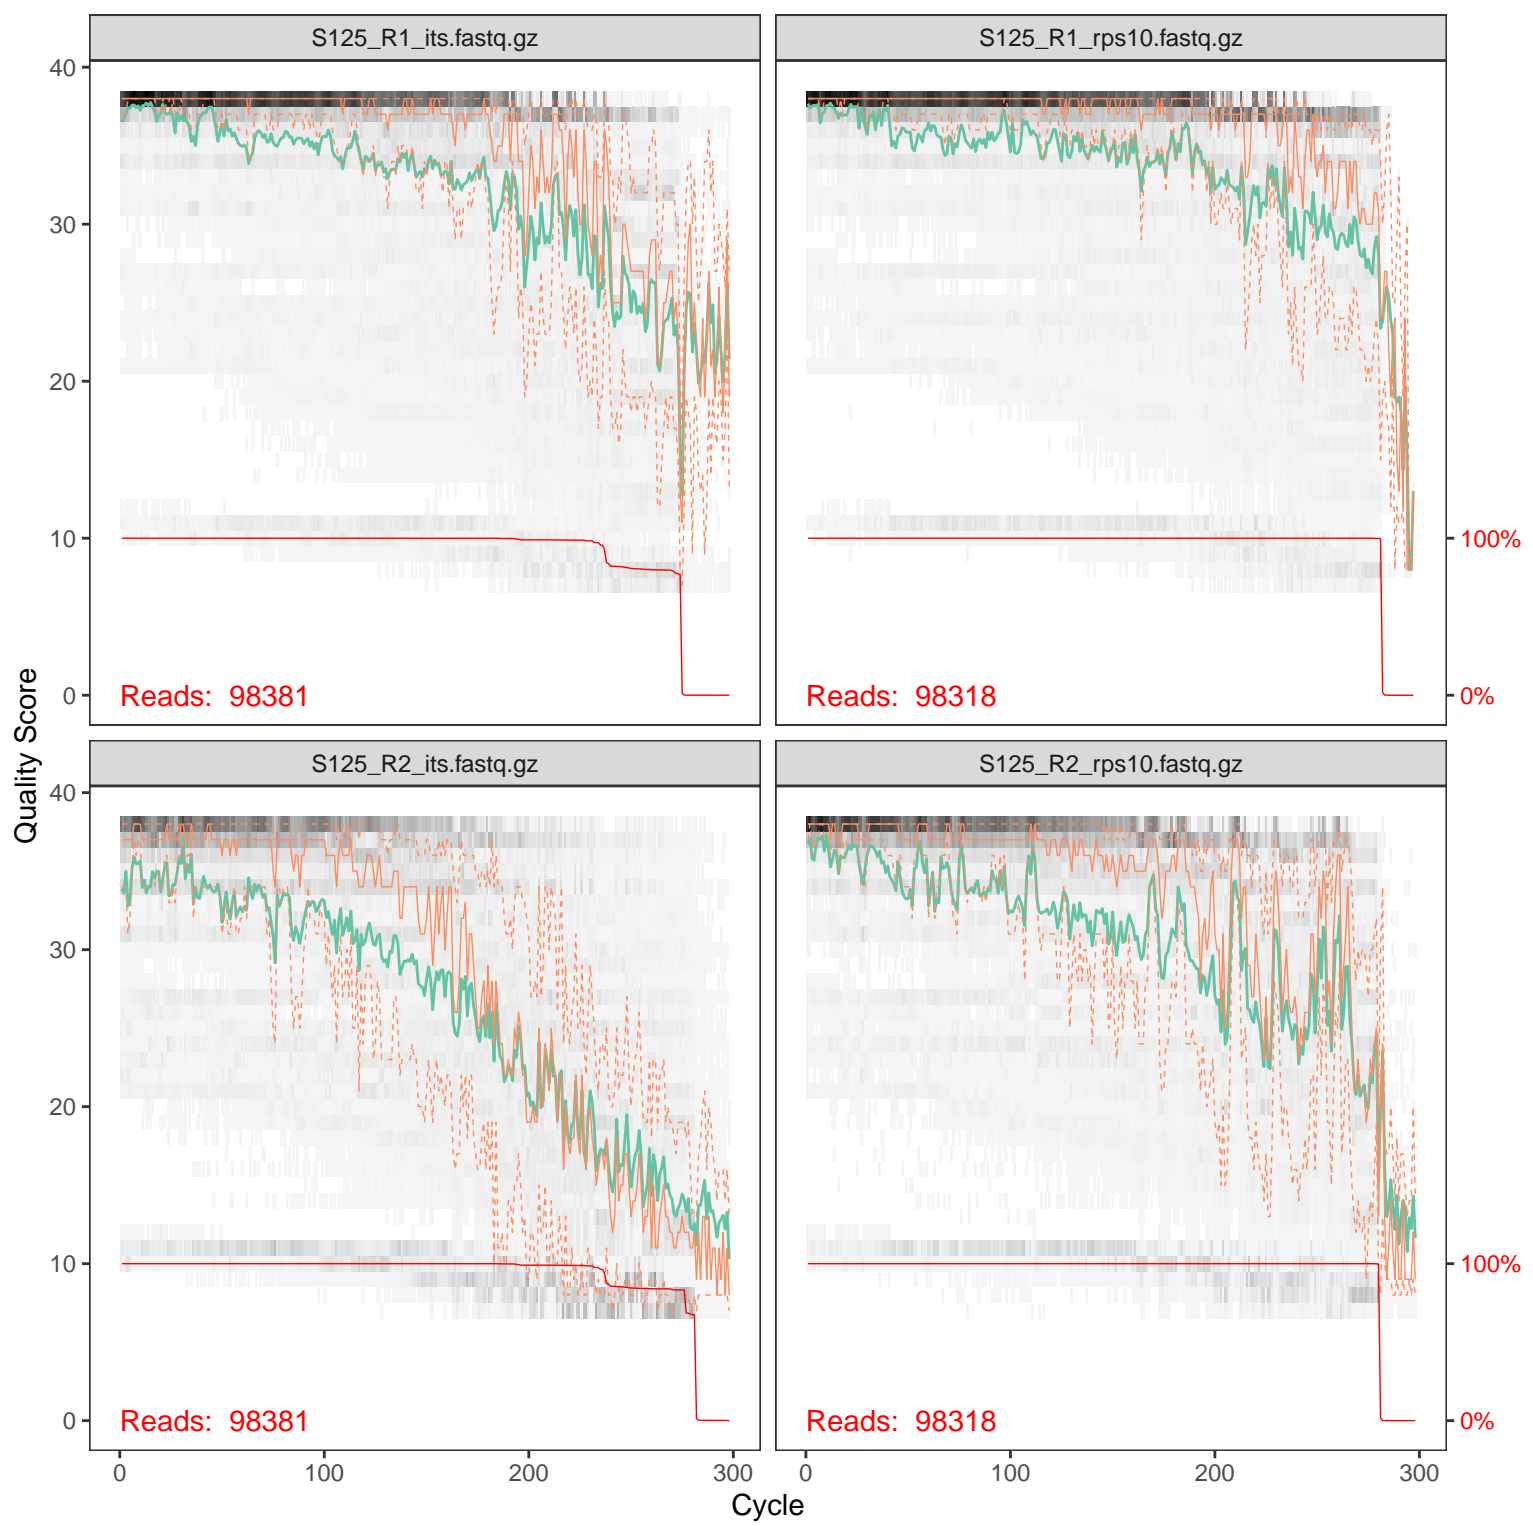 S125_R1_its.fastq.gz
S125_R1_rps10.fastq.gz
40
30
20
10
0
100%
0%
Reads:  98381
Reads:  98318
Quality Score
S125_R2_its.fastq.gz
S125_R2_rps10.fastq.gz
40
30
20
10
0
100%
0%
Reads:  98381
Reads:  98318
0
100
200
300
0
100
200
300
Cycle